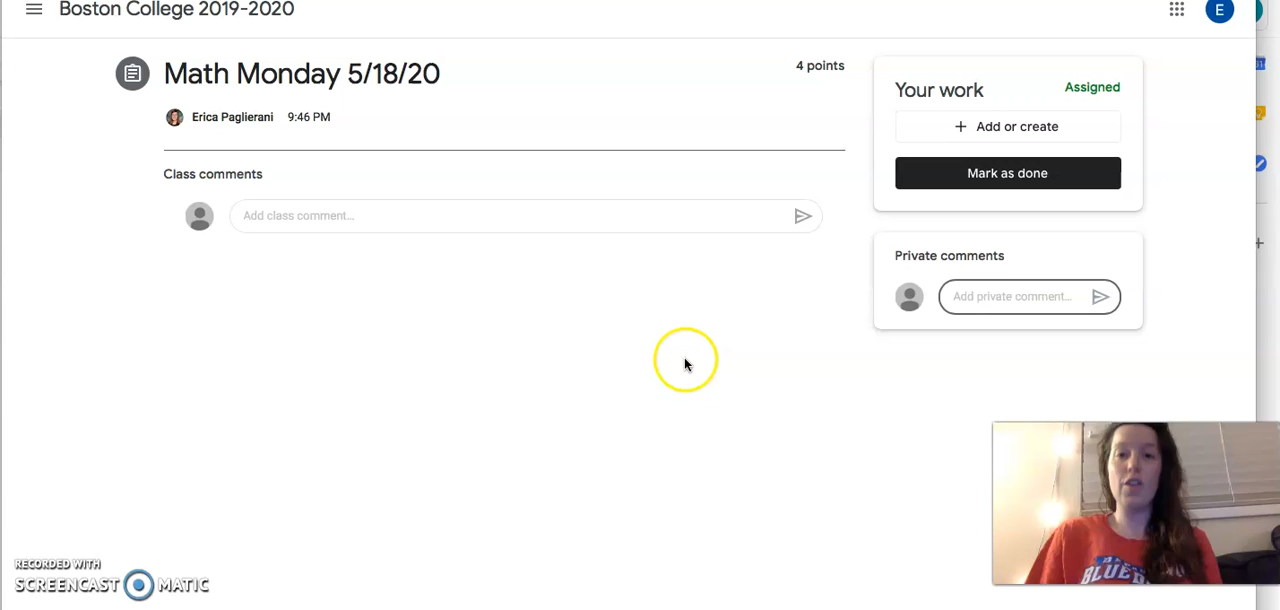 Boston College 2019-2020
E
Math Monday 5/18/20
4 points
Erica Paglierani 9:46 PM
Class comments
Add class comment...
Your work
Assigned
+ Add or create
Mark as done
Private comments
Add private comment...
RECORDED WITH
SCREENCAST MATIC